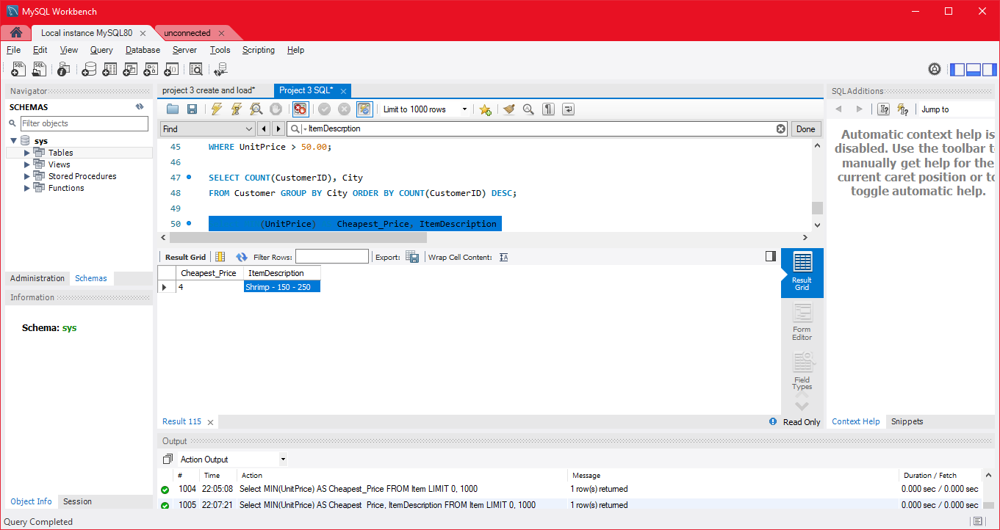 MySQL Workbench
Local instance MySQL80
unconnected
File Edit View Query Database Server Tools Scripting Help
Navigator
SCHEMAS
Filter objects
sys
Tables
Views
Stored Procedures
Functions
Administration Schemas
Information
Schema: sys
Object Info Session
project 3 create and load*
Project 3 SQL*
Limit to 1000 rows
Find
ItemDescrption
Done
45 WHERE UnitPrice > 50.00;
46
47 SELECT COUNT(CustomerID), City
48 FROM Customer GROUP BY City ORDER BY COUNT(CustomerID) DESC;
49
50 (UnitPrice) Cheapest_Price, ItemDescription
Result Grid Filter Rows: Export: Wrap Cell Content:
Cheapest_Price ItemDescription
4 Shrimp - 150 - 250
Result Grid
Form Editor
Field Types
Result 115
Read Only
SQLAdditions
Jump to
Automatic context help is
disabled. Use the toolbar t
manually get help for the
current caret position or to
toggle automatic help.
Context Help Snippets
Output
Action Output
# Time Action Message Duration / Fetch
1004 22:05:08 Select MIN(UnitPrice) AS Cheapest_Price FROM Item LIMIT 0, 1000 1 row(s) returned 0.000 sec / 0.000 sec
1005 22:07:21 Select MIN(UnitPrice) AS Cheapest_Price, ItemDescription FROM Item LIMIT 0, 1000 1 row(s) returned 0.000 sec / 0.000 sec
Query Completed